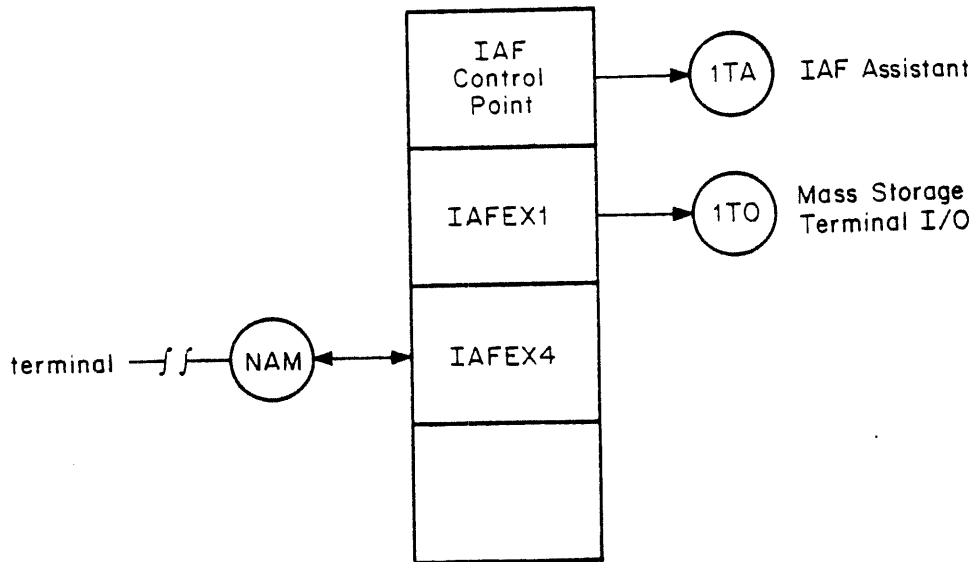 IAF
Control
Point
1TA
IAF Assistant
IAFEX1
1TO
Mass Storage
Terminal I/O
terminal
NAM
IAFEX4